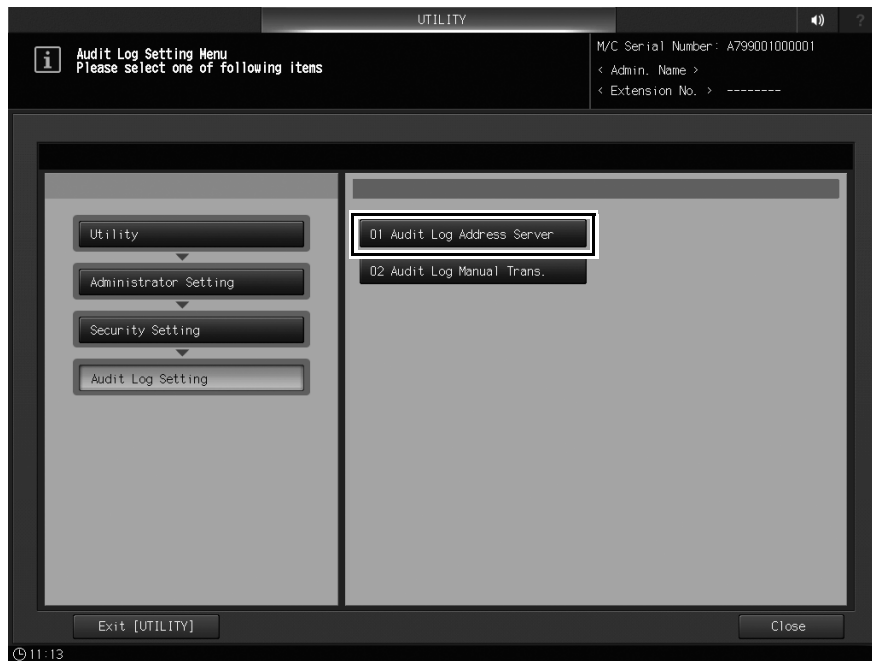 UTILITY
?
i
Audit Log Setting Menu
Please select one of following items
M/C Serial Number: A799001000001
< Admin. Name >
< Extension No. > --------
Utility
Administrator Setting
Security Setting
Audit Log Setting
01 Audit Log Address Server
02 Audit Log Manual Trans.
Exit [UTILITY]
Close
11:13